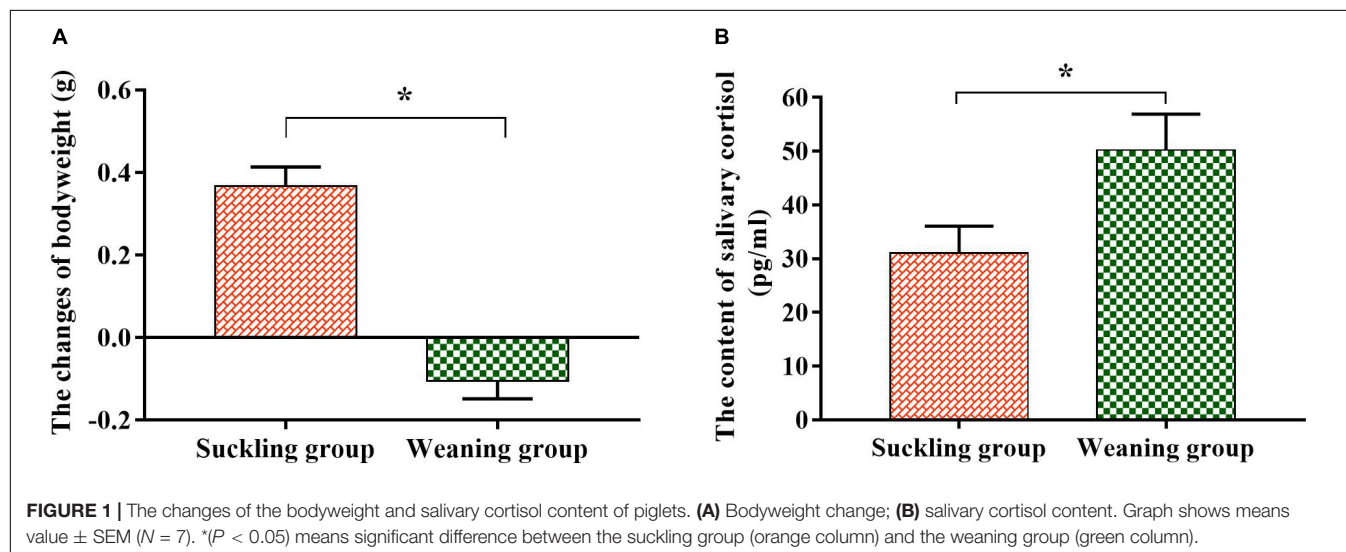 A
The changes of bodyweight (g)
0.6
0.4
0.2
0.0
-0.2
*
Suckling group
Weaning group
B
The content of salivary cortisol
(pg/ml)
60
50
40
30
20
10
0
*
Suckling group
Weaning group
FIGURE 1 | The changes of the bodyweight and salivary cortisol content of piglets. (A) Bodyweight change; (B) salivary cortisol content. Graph shows means
value ± SEM (N = 7). *(P < 0.05) means significant difference between the suckling group (orange column) and the weaning group (green column).